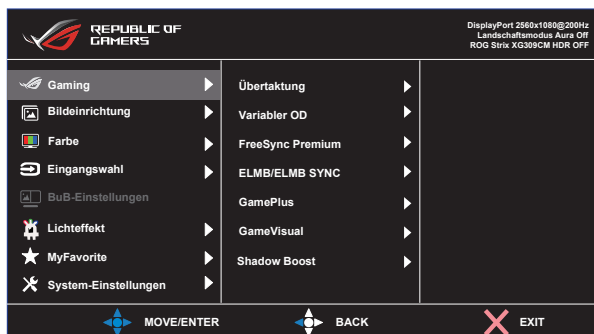 REPUBLIC OF
GAMERS
DisplayPort 2560x1080@200Hz
Landschaftsmodus Aura Off
ROG Strix XG309CM HDR OFF
Gaming
Bildeinrichtung
Farbe
Eingangswahl
BuB-Einstellungen
Lichteffekt
MyFavorite
System-Einstellungen
Übertaktung
Variabler OD
FreeSync Premium
ELMB/ELMB SYNC
GamePlus
GameVisual
Shadow Boost
MOVE/ENTER
BACK
EXIT